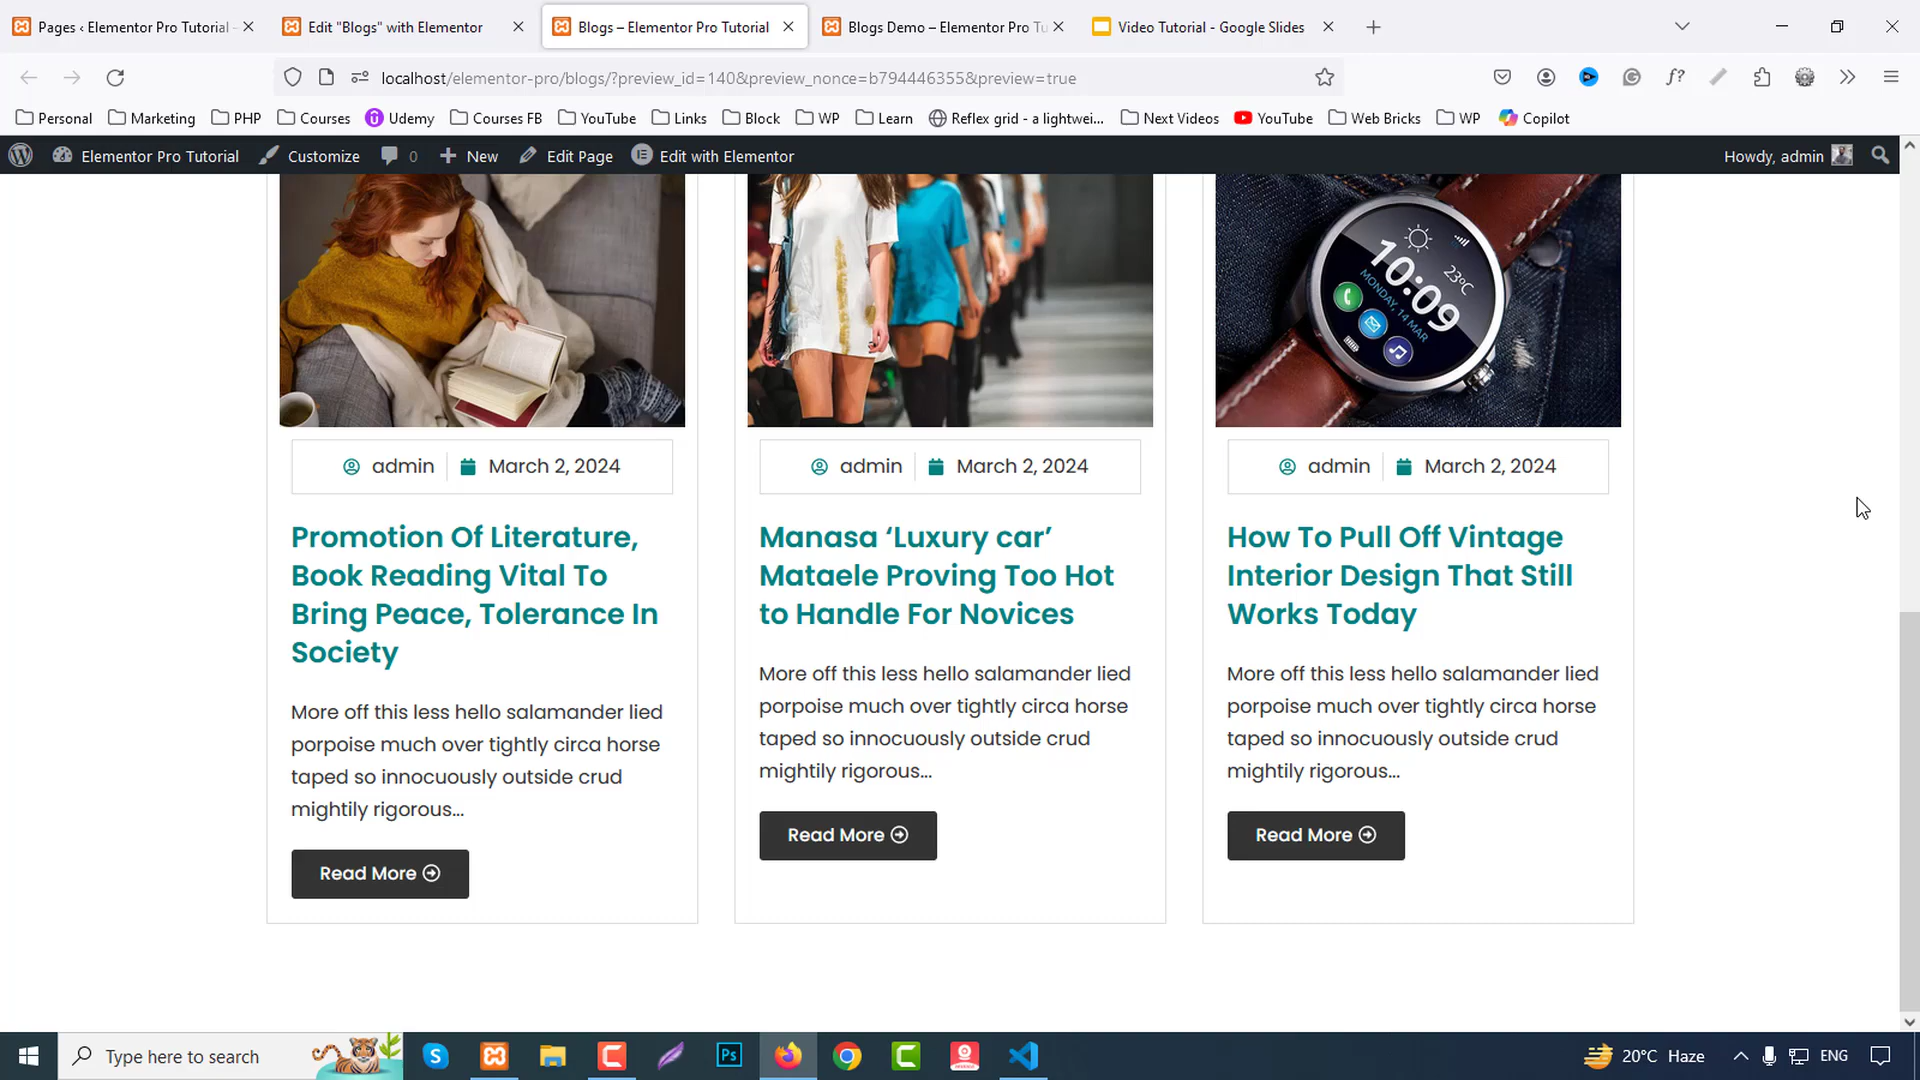 Pages ‹ Elementor Pro Tutorial -
Edit "Blogs" with Elementor
Blogs – Elementor Pro Tutorial
Blogs Demo – Elementor Pro Tu
Video Tutorial - Google Slides
localhost/elementor-pro/blogs/?preview_id=140&preview_nonce=b794446355&preview=true
Personal Marketing PHP Courses Udemy Courses FB YouTube Links Block WP Learn Reflex grid - a lightwei... Next Videos YouTube Web Bricks WP Copilot
Elementor Pro Tutorial Customize 0 New Edit Page Edit with Elementor Howdy, admin
10:09
23°C
MONDAY, 14 MAR
admin March 2, 2024
Promotion Of Literature,
Book Reading Vital To
Bring Peace, Tolerance In
Society
More off this less hello salamander lied
porpoise much over tightly circa horse
taped so innocuously outside crud
mightily rigorous...
Read More
admin March 2, 2024
Manasa ‘Luxury car’
Mataele Proving Too Hot
to Handle For Novices
More off this less hello salamander lied
porpoise much over tightly circa horse
taped so innocuously outside crud
mightily rigorous...
Read More
admin March 2, 2024
How To Pull Off Vintage
Interior Design That Still
Works Today
More off this less hello salamander lied
porpoise much over tightly circa horse
taped so innocuously outside crud
mightily rigorous...
Read More
Type here to search
Ps
20°C Haze
ENG